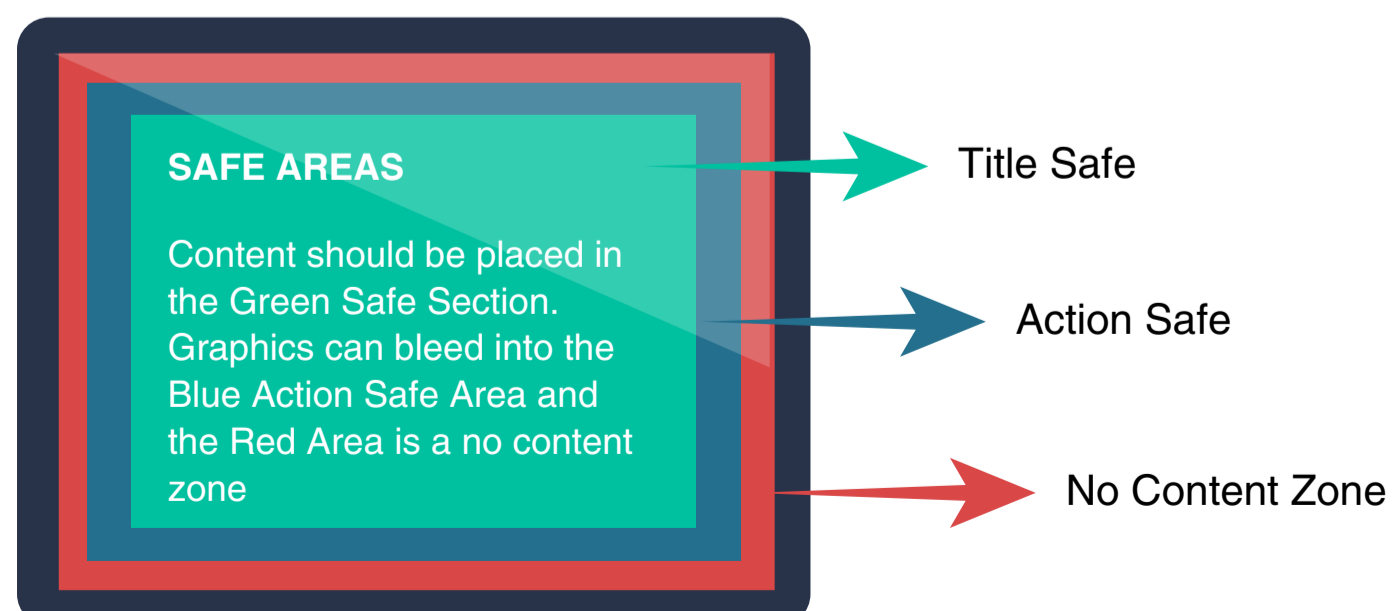 SAFE AREAS
Content should be placed in
the Green Safe Section.
Graphics can bleed into the
Blue Action Safe Area and
the Red Area is a no content
zone
Title Safe
Action Safe
No Content Zone